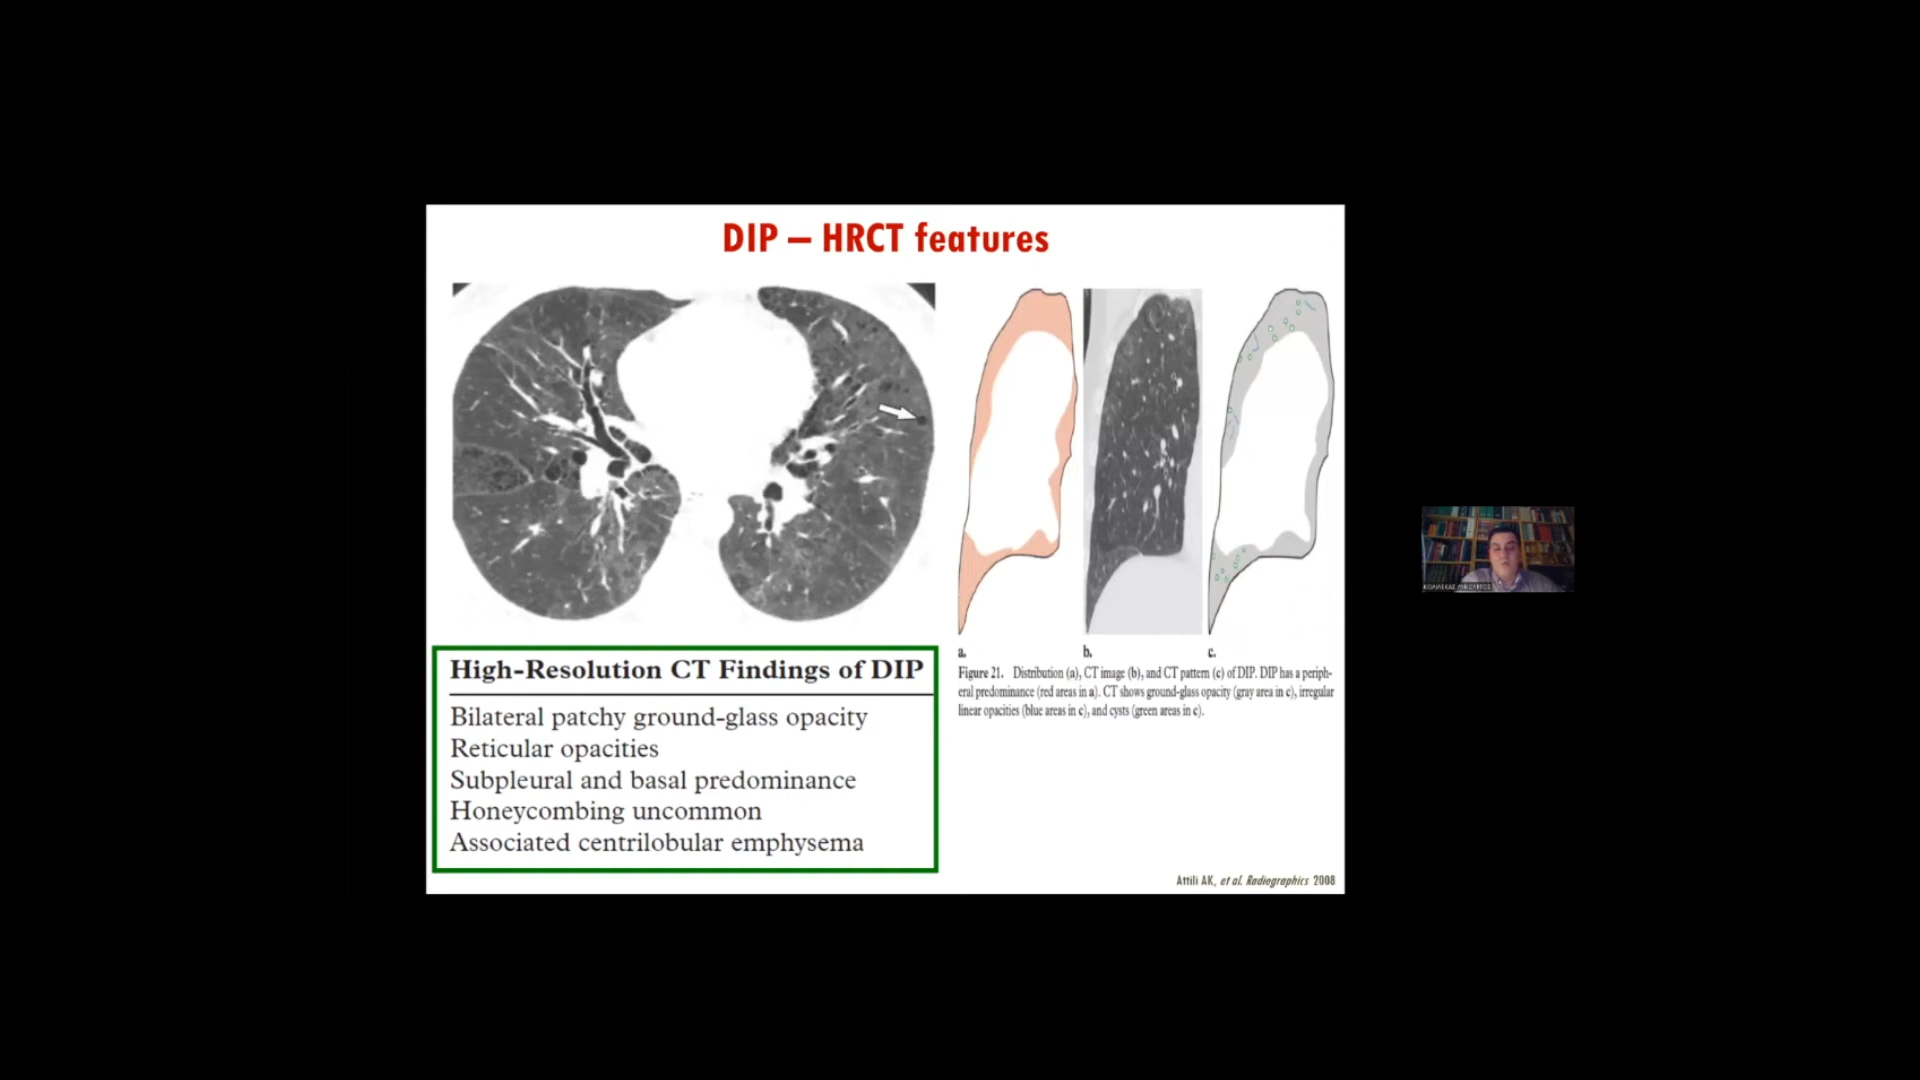 DIP – HRCT features
High-Resolution CT Findings of DIP
Bilateral patchy ground-glass opacity
Reticular opacities
Subpleural and basal predominance
Honeycombing uncommon
Associated centrilobular emphysema
a.
b.
c.
Figure 21. Distribution (a), CT image (b), and CT pattern (c) of DIP. DIP has a periph-
eral predominance (red areas in a). CT shows ground-glass opacity (gray area in c), irregular
linear opacities (blue areas in c), and cysts (green areas in c).
Attili AK, et al. Radiographics 2008